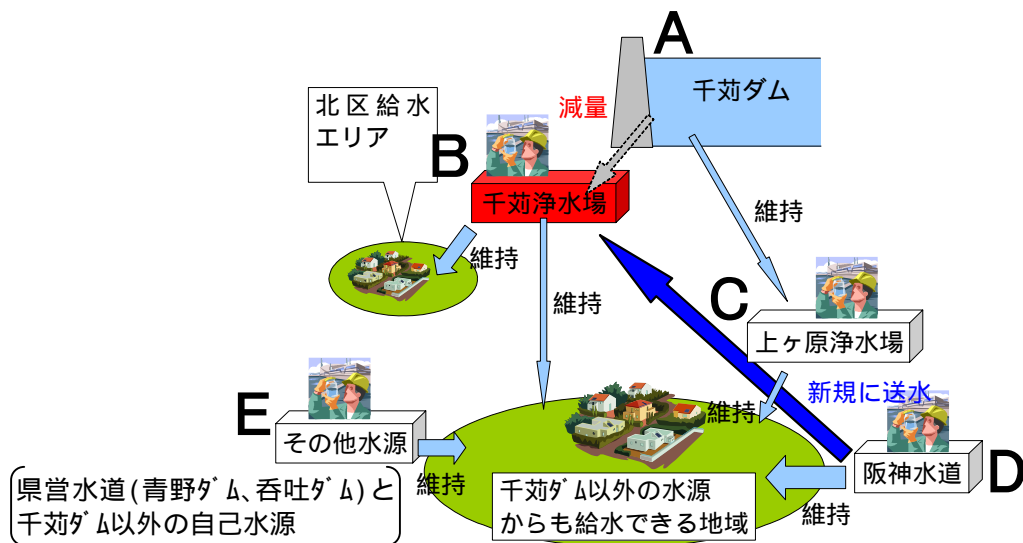 A
千苅ダム
減量
北区給水
エリア
B
千苅浄水場
維持
維持
維持
C
上ヶ原浄水場
新規に送水
維持
E
その他水源
維持
県営水道(青野ﾀﾞﾑ、呑吐ﾀﾞﾑ)と
千苅ﾀﾞﾑ以外の自己水源
千苅ﾀﾞﾑ以外の水源
からも給水できる地域
阪神水道
D
維持